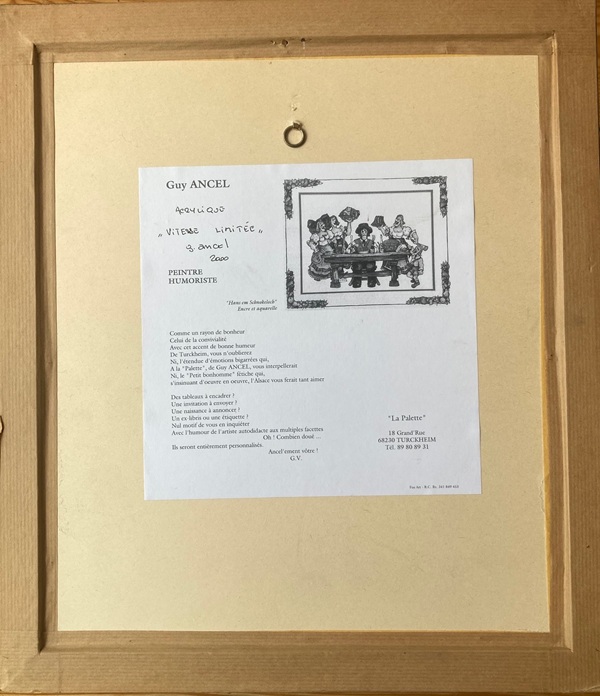 Guy ANCEL
ACRYLIQUE
"VITESSE LIMITÉE"
g. ancel
2000
PEINTRE
HUMORISTE
"Hans em Schnokeloch"
Encre et aquarelle
Comme un rayon de bonheur
Celui de la convivialité
Avec cet accent de bonne humeur
De Turckheim, vous n'oublierez
Ni, l'étendue d'émotions bigarrées qui,
A la "Palette", de Guy ANCEL, vous interpellerait
Ni, le "Petit bonhomme" fétiche qui,
s'insinuant d'oeuvre en oeuvre, l'Alsace vous ferait tant aimer
Des tableaux à encadrer ?
Une invitation à envoyer ?
Une naissance à annoncer ?
Un ex-libris ou une étiquette ?
Nul motif de vous en inquiéter
Avec l'humour de l'artiste autodidacte aux multiples facettes
Oh ! Combien doué ...
Ils seront entièrement personnalisés.
Ancel'ement vôtre !
G.V.
"La Palette"
18 Grand'Rue
68230 TURCKHEIM
Tél. 89 80 89 31